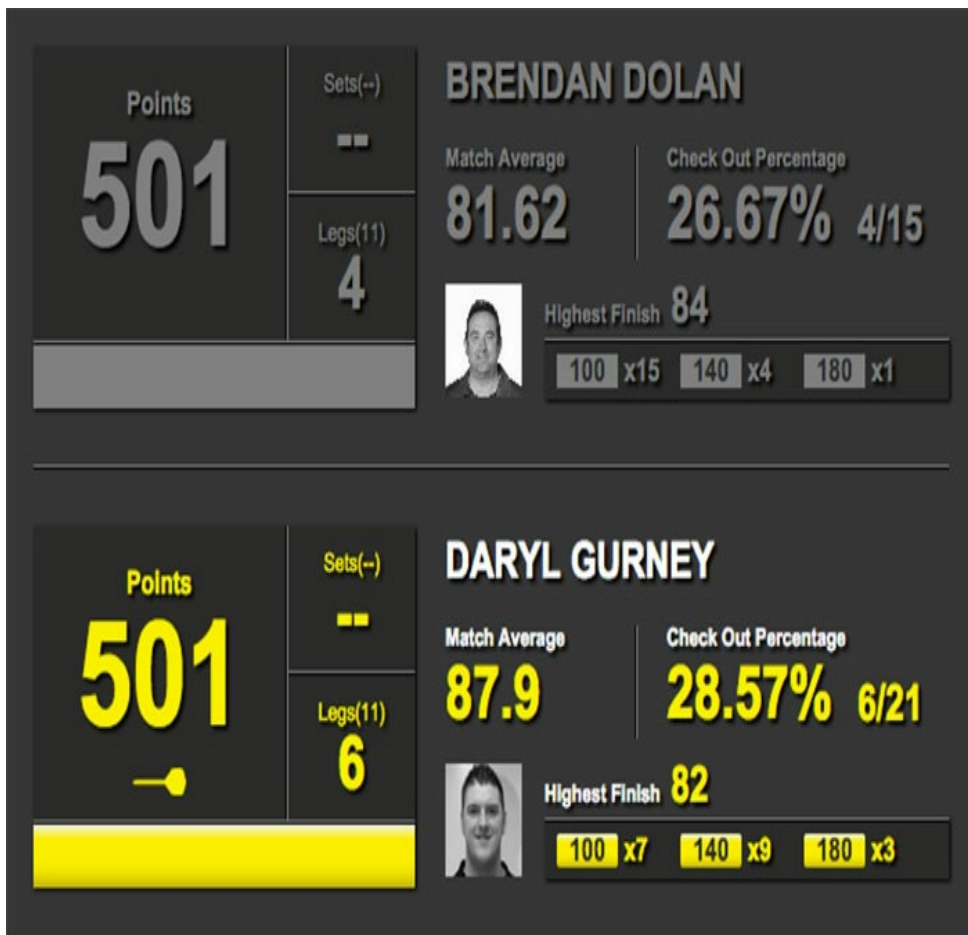 BRENDAN DOLAN
Points
501
Sets(--)
--
Legs(11)
4
Match Average
81.62
Check Out Percentage
26.67% 4/15
Highest Finish 84
100 x15 140 x4 180 x1
DARYL GURNEY
Points
501
Sets(--)
--
Legs(11)
6
Match Average
87.9
Check Out Percentage
28.57% 6/21
Highest Finish 82
100 x7 140 x9 180 x3